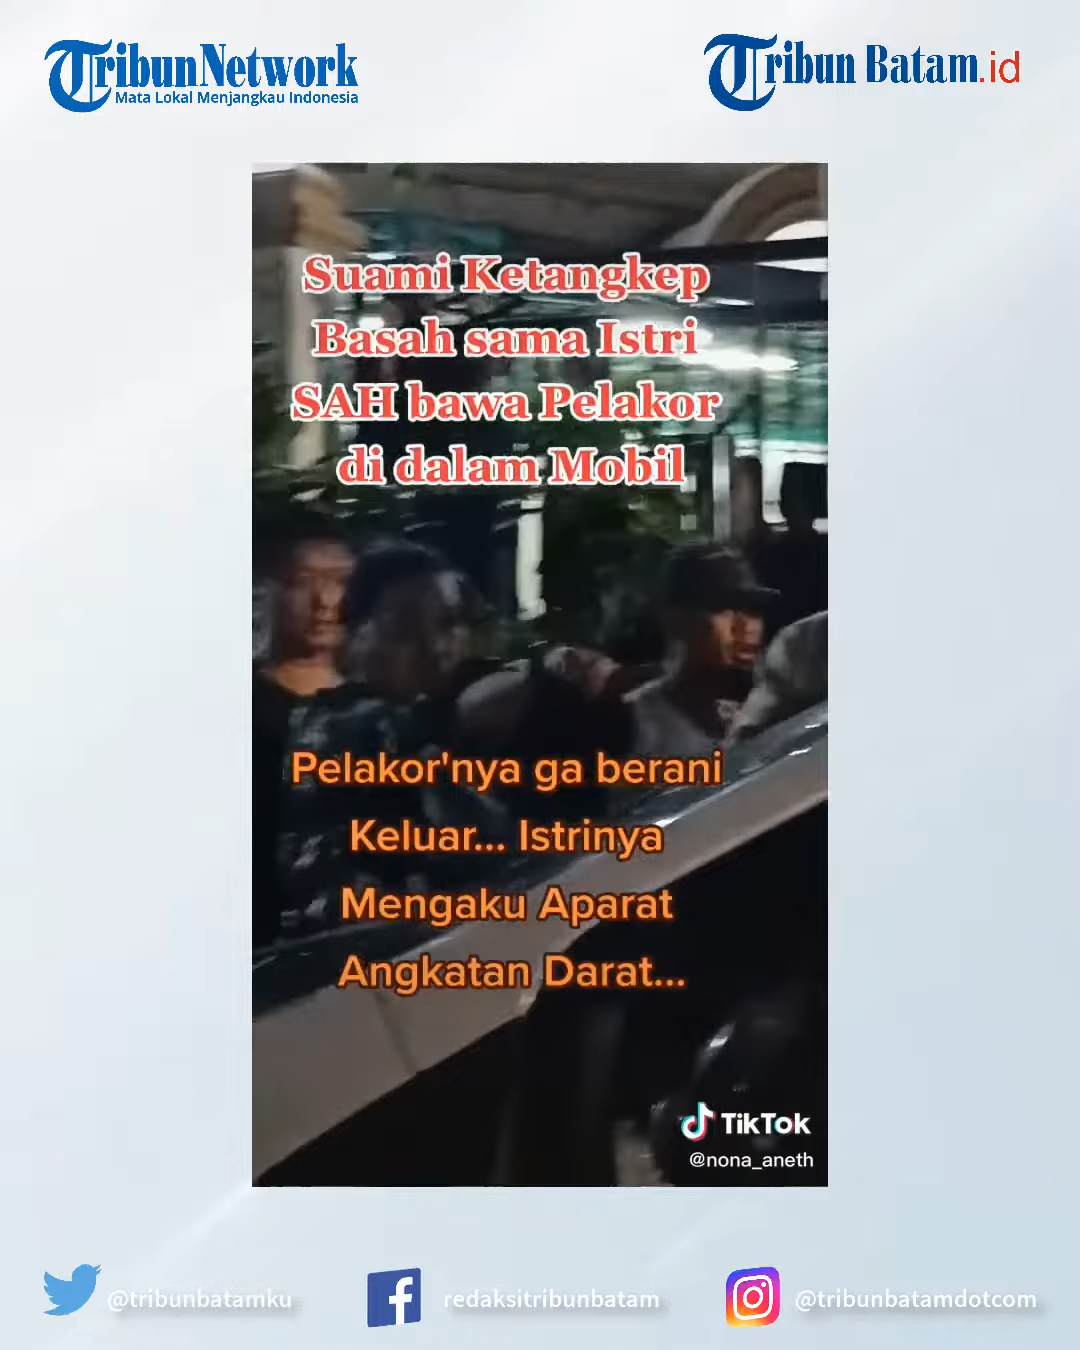 TribunNetwork
Mata Lokal Menjangkau Indonesia
Tribun Batam.id
Suami Ketangkep
Basah sama Istri
SAH bawa Pelakor
di dalam Mobil
Pelakor'nya ga berani
Keluar... Istrinya
Mengaku Aparat
Angkatan Darat...
TikTok
@nona_aneth
@tribunbatamku
redaksitribunbatam
@tribunbatamdotcom